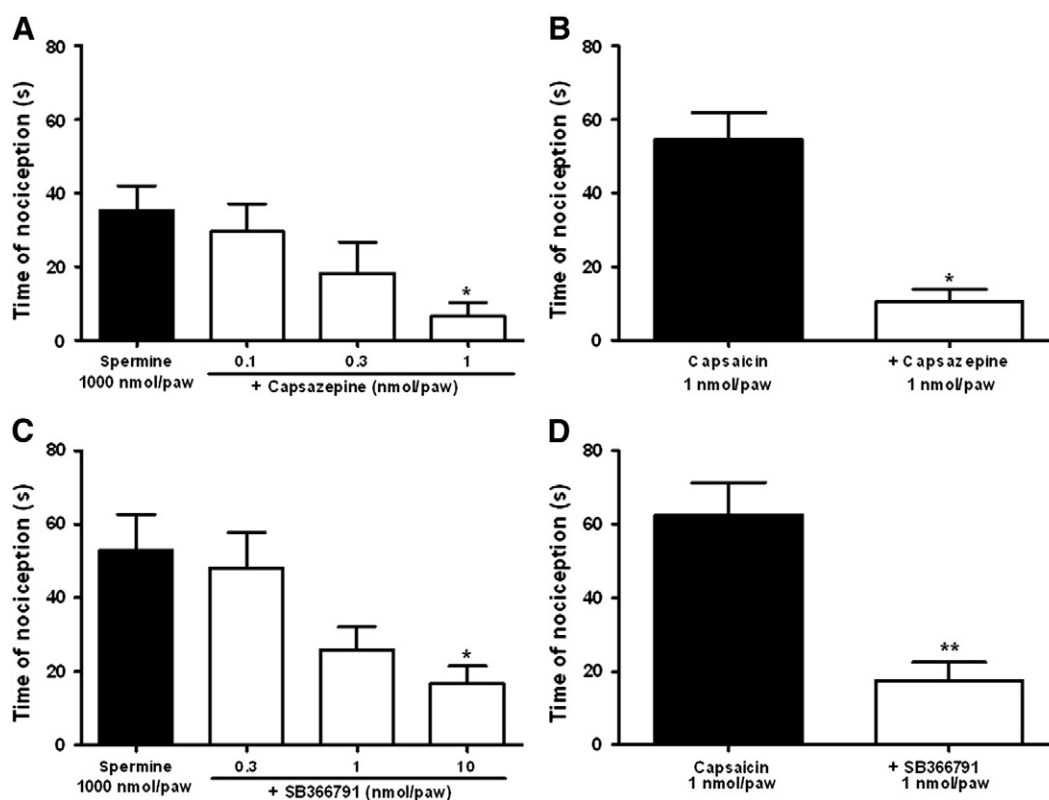 A
Time of nociception (s)
80
60
40
20
0
*
Spermine
1000 nmol/paw
0.1 0.3 1
+ Capsazepine (nmol/paw)
B
Time of nociception (s)
80
60
40
20
0
*
Capsaicin
1 nmol/paw
+ Capsazepine
1 nmol/paw
C
Time of nociception (s)
80
60
40
20
0
*
Spermine
1000 nmol/paw
0.3 1 10
+ SB366791 (nmol/paw)
D
Time of nociception (s)
80
60
40
20
0
**
Capsaicin
1 nmol/paw
+ SB366791
1 nmol/paw